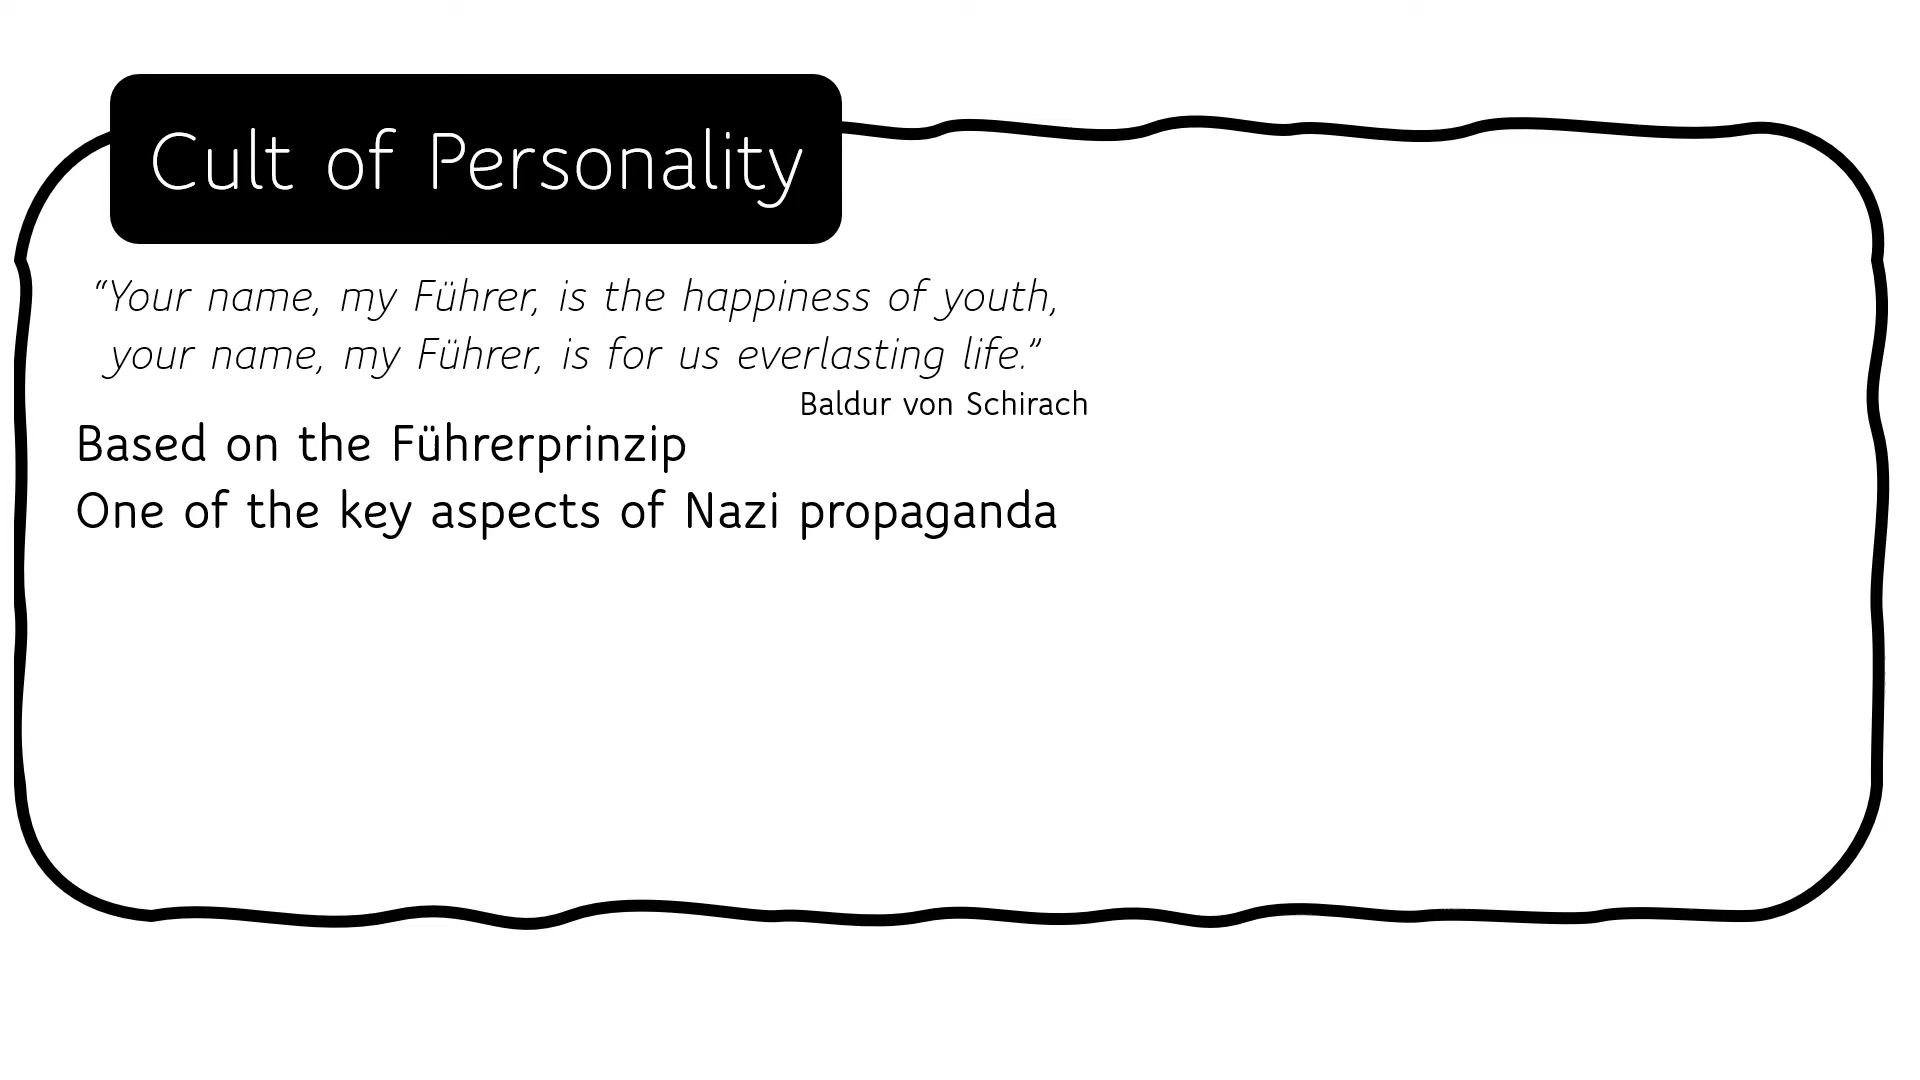 Cult of Personality
“Your name, my Führer, is the happiness of youth,
your name, my Führer, is for us everlasting life.”
Baldur von Schirach
Based on the Führerprinzip
One of the key aspects of Nazi propaganda